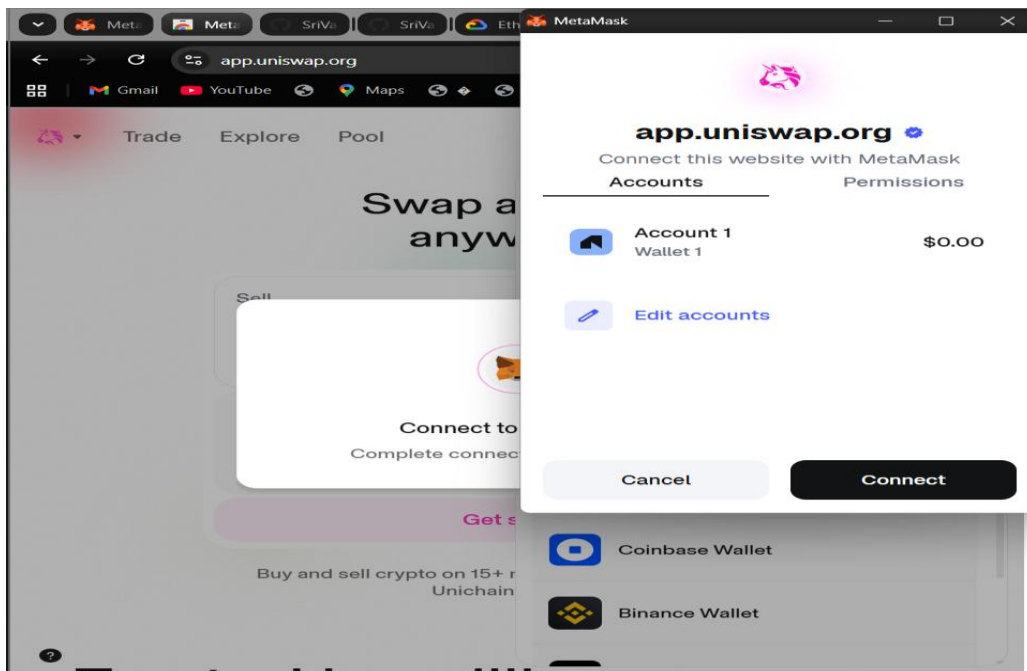 Meta
Meta
SriVa
SriVa
Eth
MetaMask
app.uniswap.org
Gmail
YouTube
Maps
Trade
Explore
Pool
Swap a
anyw
Sell
Connect to
Complete connec
Get s
Buy and sell crypto on 15+
Unichain
app.uniswap.org
Connect this website with MetaMask
Accounts
Permissions
Account 1
$0.00
Wallet 1
Edit accounts
Cancel
Connect
Coinbase Wallet
Binance Wallet